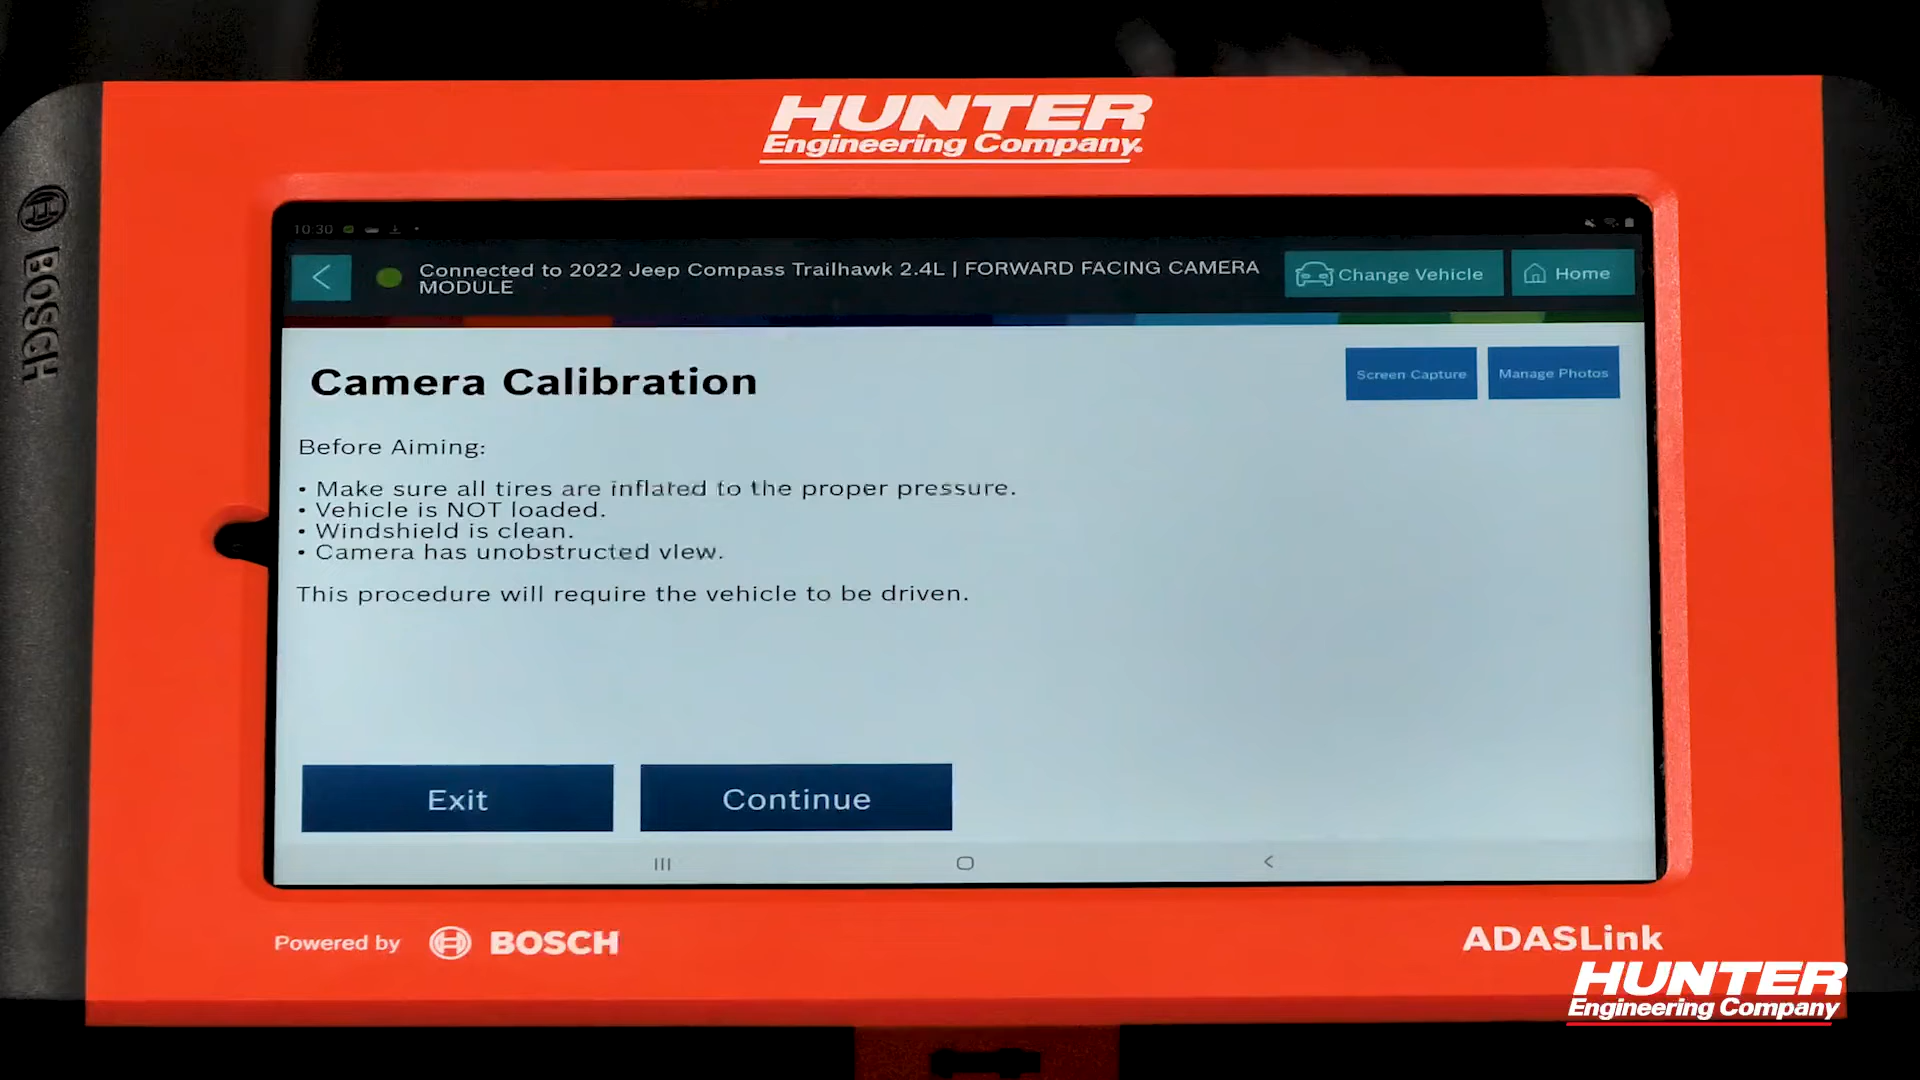 HUNTER
Engineering Company.
BOSCH
10:30
Connected to 2022 Jeep Compass Trailhawk 2.4L | FORWARD FACING CAMERA
MODULE
Change Vehicle
Home
Camera Calibration
Screen Capture
Manage Photos
Before Aiming:
• Make sure all tires are inflated to the proper pressure.
• Vehicle is NOT loaded.
• Windshield is clean.
• Camera has unobstructed view.
This procedure will require the vehicle to be driven.
Exit
Continue
Powered by BOSCH
ADASLink
HUNTER
Engineering Company